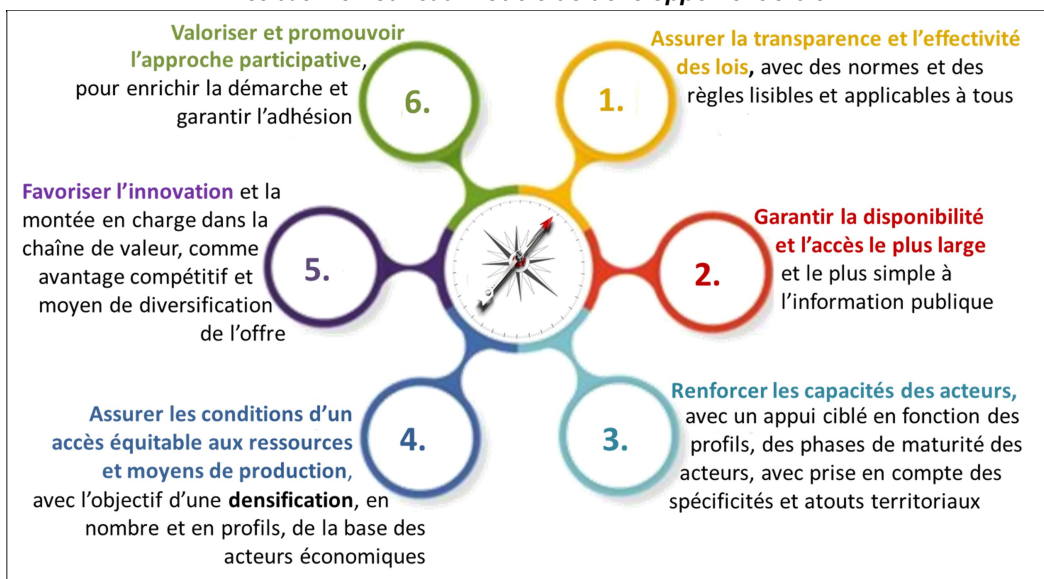 1.
Assurer la transparence et l’effectivité
des lois, avec des normes et des
règles lisibles et applicables à tous
2.
Garantir la disponibilité
et l’accès le plus large
et le plus simple à
l’information publique
3.
Renforcer les capacités des acteurs,
avec un appui ciblé en fonction des
profils, des phases de maturité des
acteurs, avec prise en compte des
spécificités et atouts territoriaux
4.
Assurer les conditions d’un
accès équitable aux ressources
et moyens de production,
avec l’objectif d’une densification, en
nombre et en profils, de la base des
acteurs économiques
5.
Favoriser l’innovation et la
montée en charge dans la
chaîne de valeur, comme
avantage compétitif et
moyen de diversification
de l’offre
6.
Valoriser et promouvoir
l’approche participative,
pour enrichir la démarche et
garantir l’adhésion